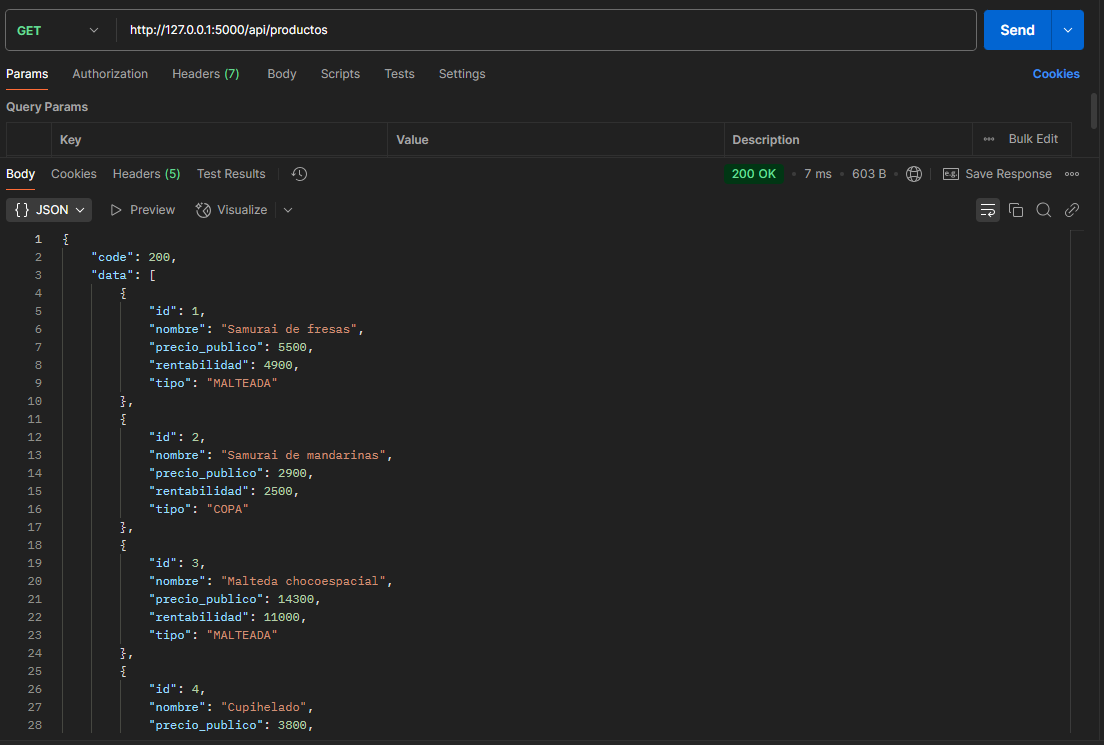 GET http://127.0.0.1:5000/api/productos Send
Params Authorization Headers (7) Body Scripts Tests Settings Cookies
Query Params
Key Value Description Bulk Edit
Body Cookies Headers (5) Test Results 200 OK • 7 ms • 603 B • e.g. Save Response
{} JSON Preview Visualize
1 {
2 "code": 200,
3 "data": [
4 {
5 "id": 1,
6 "nombre": "Samurai de fresas",
7 "precio_publico": 5500,
8 "rentabilidad": 4900,
9 "tipo": "MALTEADA"
10 },
11 {
12 "id": 2,
13 "nombre": "Samurai de mandarinas",
14 "precio_publico": 2900,
15 "rentabilidad": 2500,
16 "tipo": "COPA"
17 },
18 {
19 "id": 3,
20 "nombre": "Malteda chocoespacial",
21 "precio_publico": 14300,
22 "rentabilidad": 11000,
23 "tipo": "MALTEADA"
24 },
25 {
26 "id": 4,
27 "nombre": "Cupihelado",
28 "precio_publico": 3800,